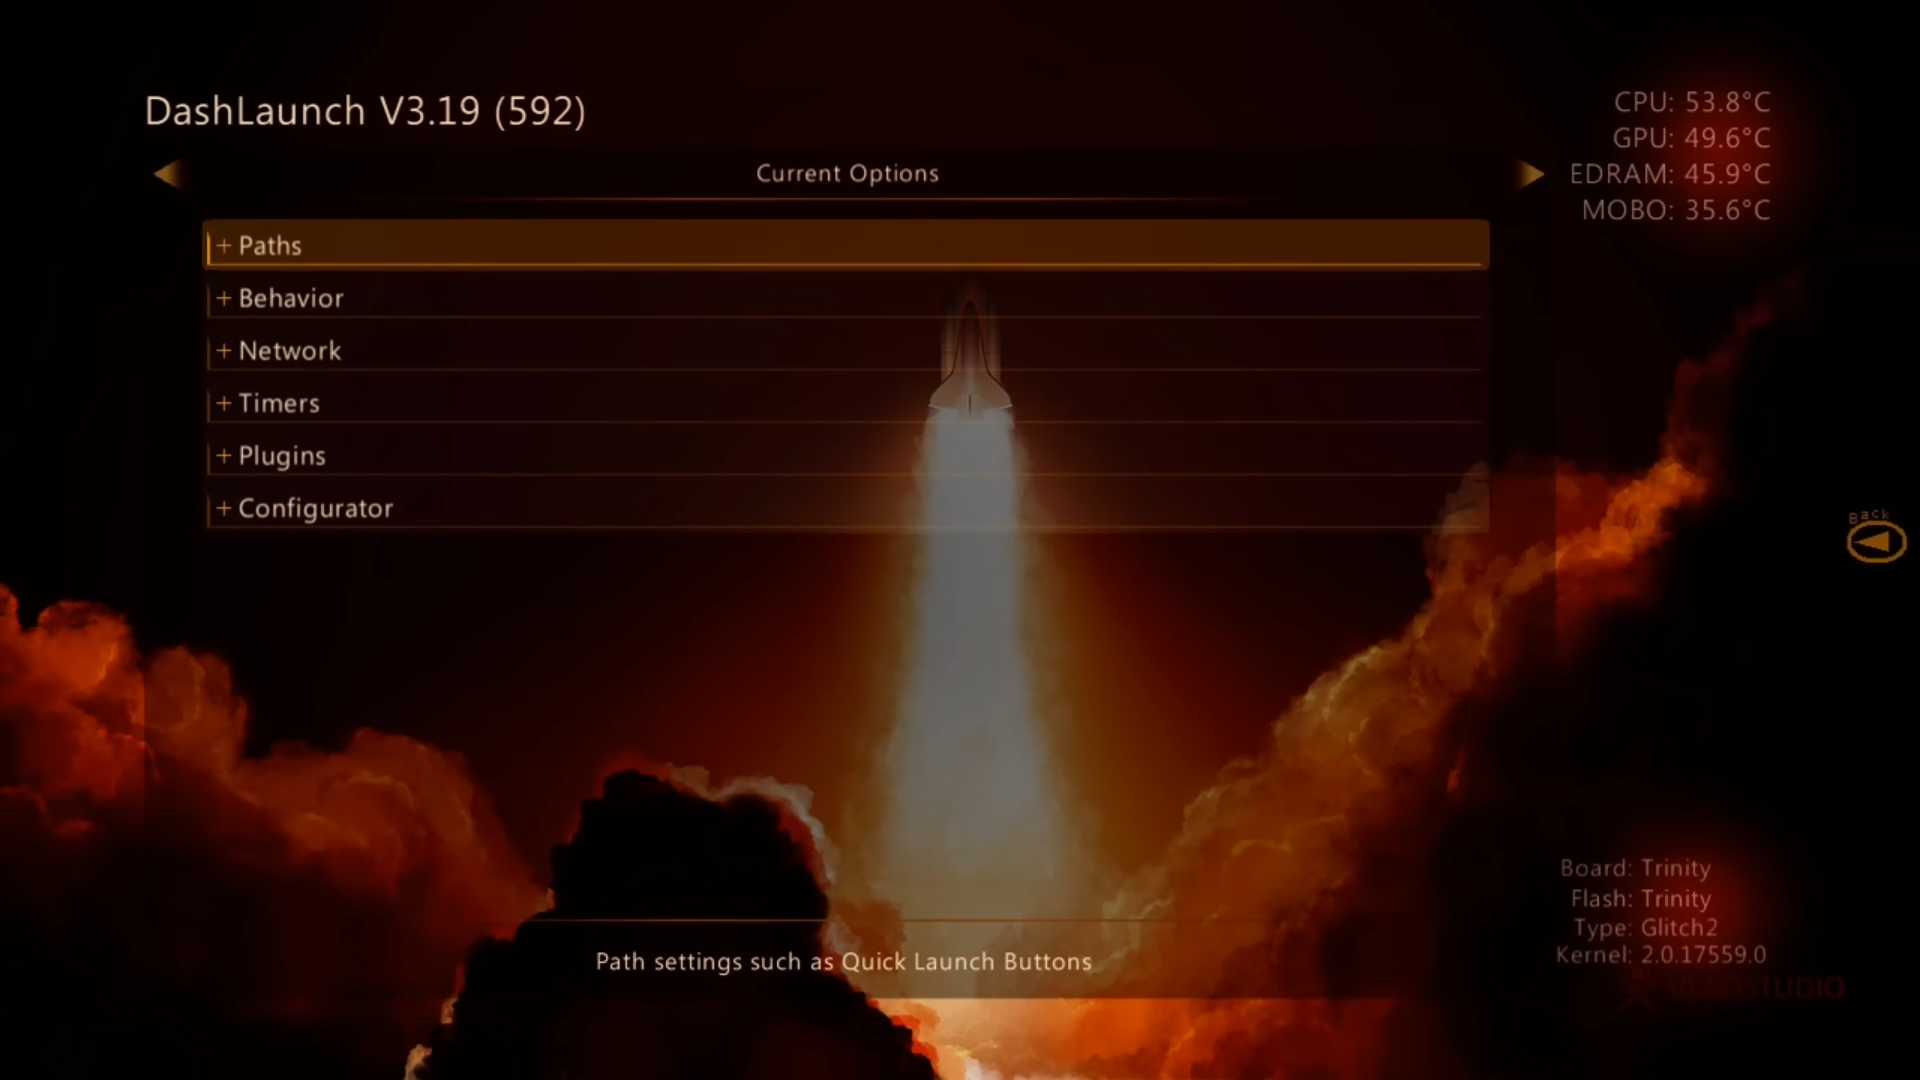 DashLaunch V3.19 (592)
CPU: 53.8°C
GPU: 49.6°C
EDRAM: 45.9°C
MOBO: 35.6°C
Current Options
+ Paths
+ Behavior
+ Network
+ Timers
+ Plugins
+ Configurator
Back
Board: Trinity
Flash: Trinity
Type: Glitch2
Kernel: 2.0.17559.0
Path settings such as Quick Launch Buttons
VLADSTUDIO